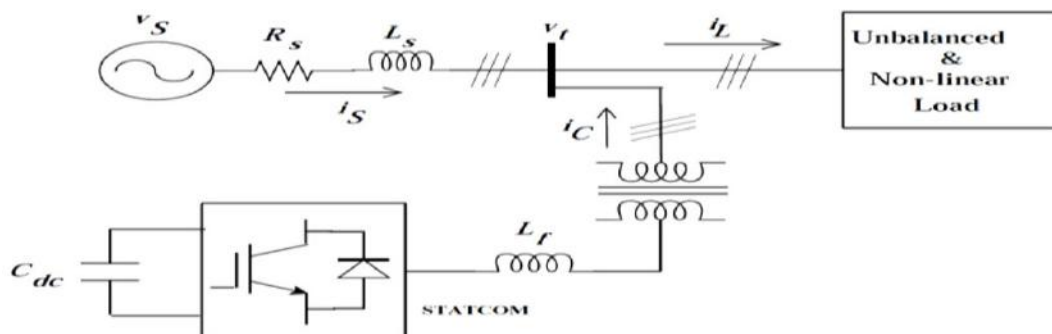 v_S
R_s
L_s
v_t
i_L
Unbalanced
&
Non-linear
Load
i_S
i_C
L_f
C_dc
STATCOM